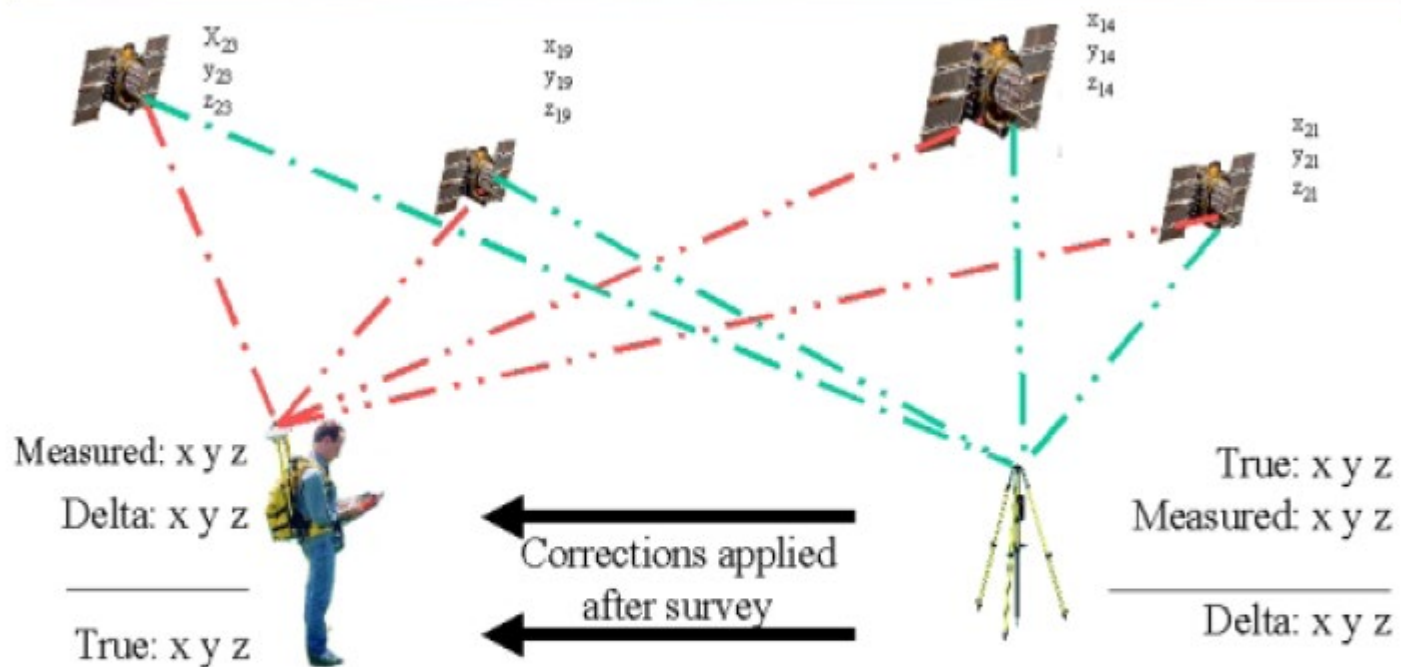 X₂₃
y₂₃
z₂₃
x₁₉
y₁₉
z₁₉
x₁₄
y₁₄
z₁₄
x₂₁
y₂₁
z₂₁
Measured: x y z
Delta: x y z
True: x y z
Corrections applied
after survey
True: x y z
Measured: x y z
Delta: x y z